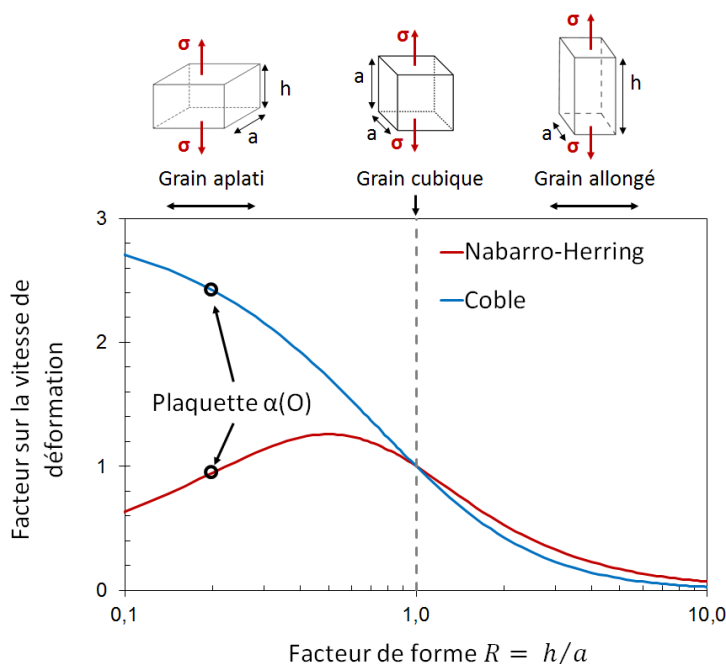 σ
σ
σ
h
a
h
a
a
a
σ
σ
σ
Grain aplati
Grain cubique
Grain allongé
3
Nabarro-Herring
Coble
2
Plaquette α(O)
1
0
0,1
1,0
10,0
Facteur sur la vitesse de
déformation
Facteur de forme R = h/a